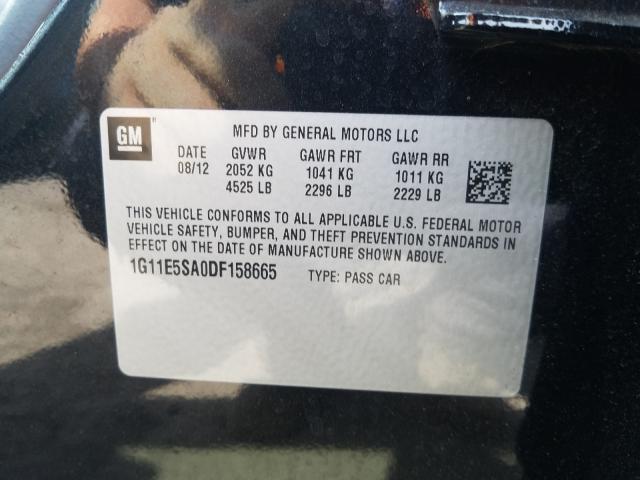 GM
MFD BY GENERAL MOTORS LLC
DATE GVWR GAWR FRT GAWR RR
08/12 2052 KG 1041 KG 1011 KG
4525 LB 2296 LB 2229 LB
THIS VEHICLE CONFORMS TO ALL APPLICABLE U.S. FEDERAL MOTOR
VEHICLE SAFETY, BUMPER, AND THEFT PREVENTION STANDARDS IN
EFFECT ON THE DATE OF MANUFACTURE SHOWN ABOVE.
1G11E5SA0DF158665 TYPE: PASS CAR